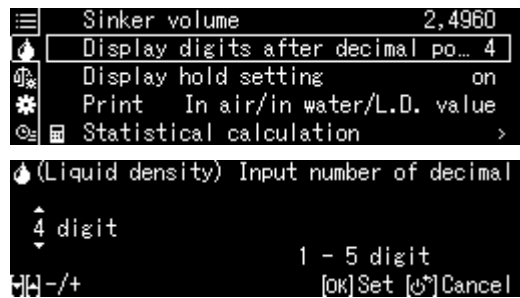 Sinker volume 2,4960
Display digits after decimal po… 4
Display hold setting on
Print In air/in water/L.D. value
Statistical calculation >
(Liquid density) Input number of decimal
4 digit
1 - 5 digit
-/+ [OK]Set Cancel